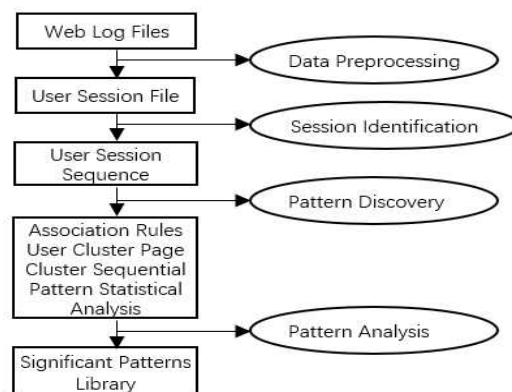 Web Log Files
Data Preprocessing
User Session File
Session Identification
User Session
Sequence
Pattern Discovery
Association Rules
User Cluster Page
Cluster Sequential
Pattern Statistical
Analysis
Pattern Analysis
Significant Patterns
Library